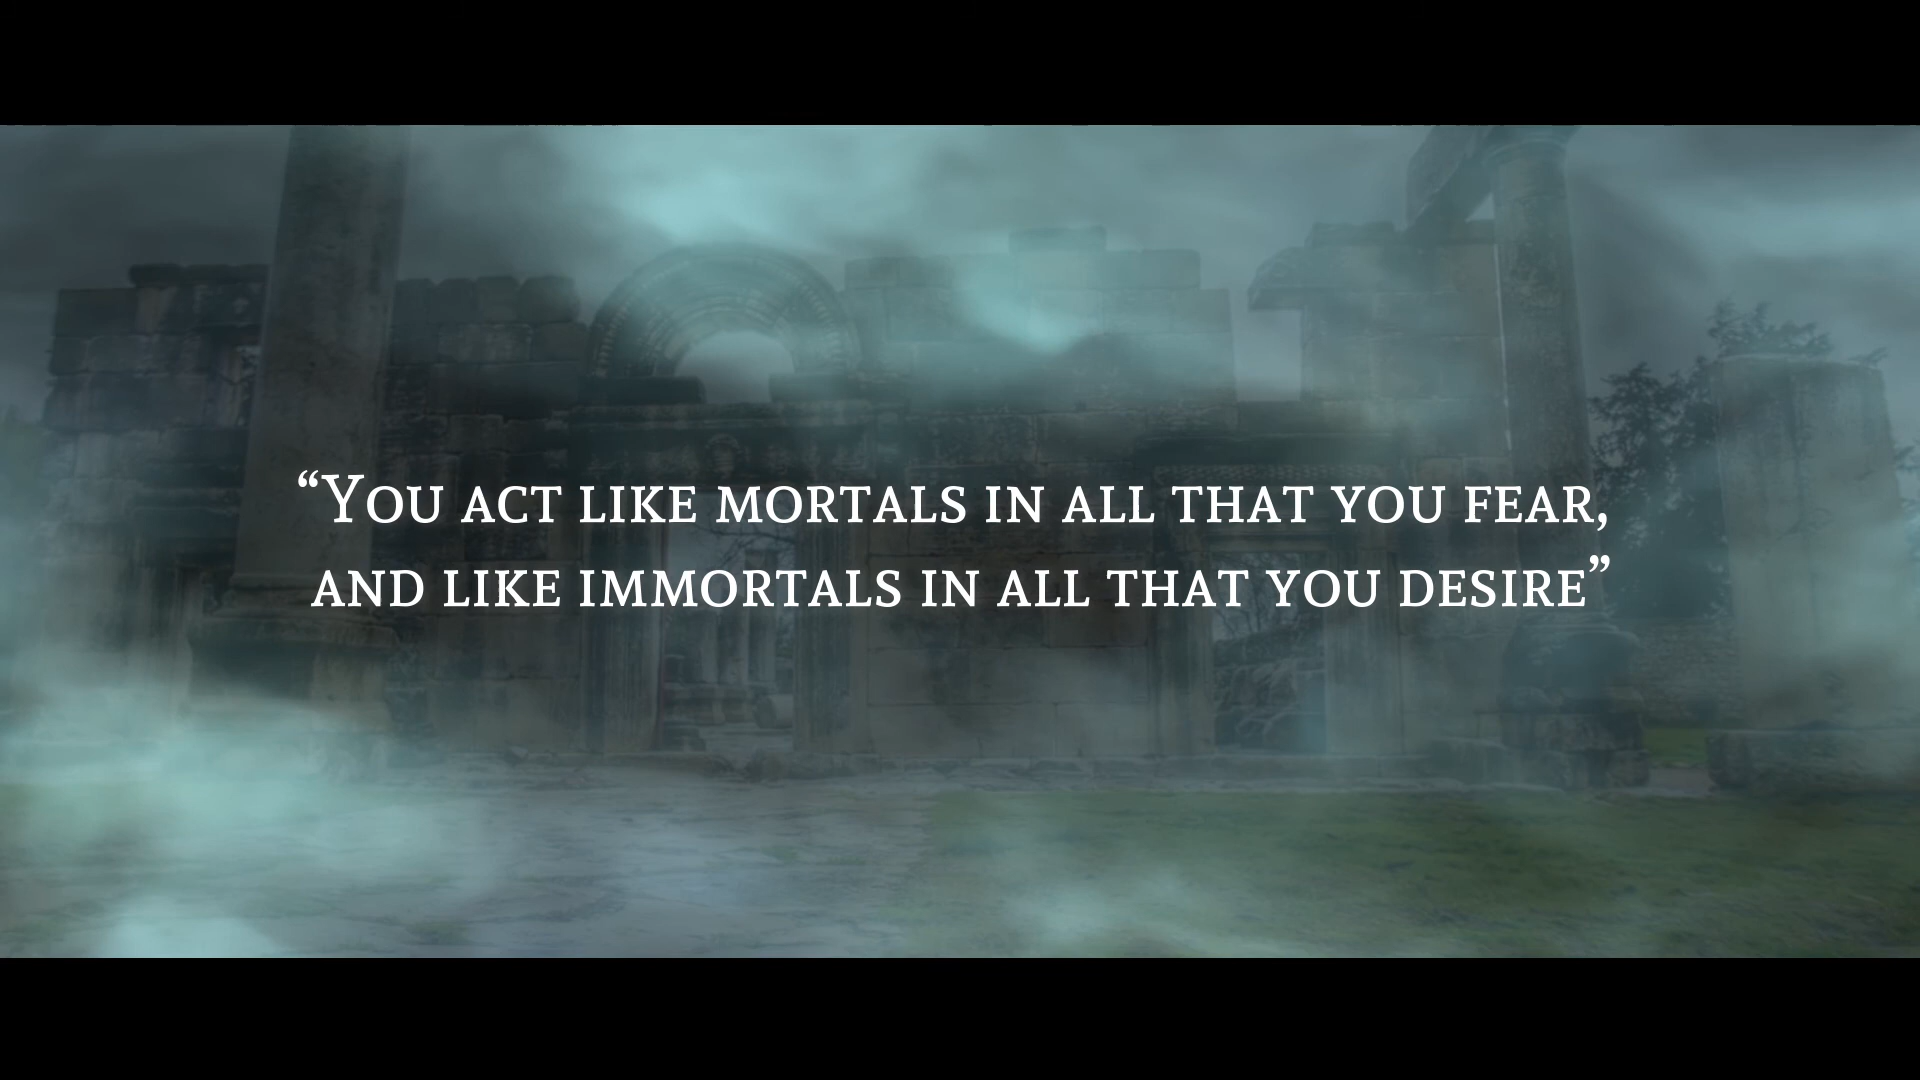 “You act like mortals in all that you fear,
and like immortals in all that you desire”